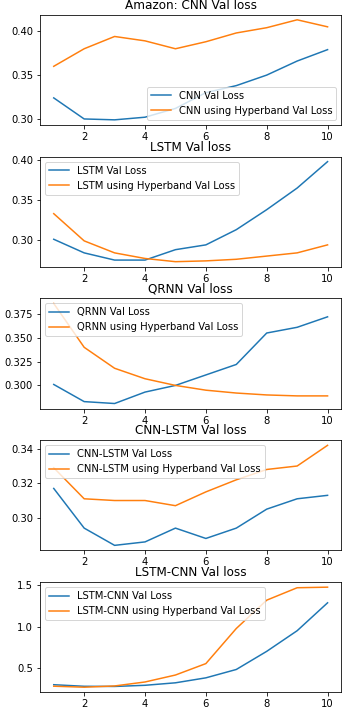 Amazon: CNN Val loss
0.40
0.35
0.30
CNN Val Loss
CNN using Hyperband Val Loss
2 4 6 8 10
LSTM Val loss
0.40
0.35
0.30
LSTM Val Loss
LSTM using Hyperband Val Loss
2 4 6 8 10
QRNN Val loss
0.375
0.350
0.325
0.300
QRNN Val Loss
QRNN using Hyperband Val Loss
2 4 6 8 10
CNN-LSTM Val loss
0.34
0.32
0.30
CNN-LSTM Val Loss
CNN-LSTM using Hyperband Val Loss
2 4 6 8 10
LSTM-CNN Val loss
1.5
1.0
0.5
LSTM-CNN Val Loss
LSTM-CNN using Hyperband Val Loss
2 4 6 8 10